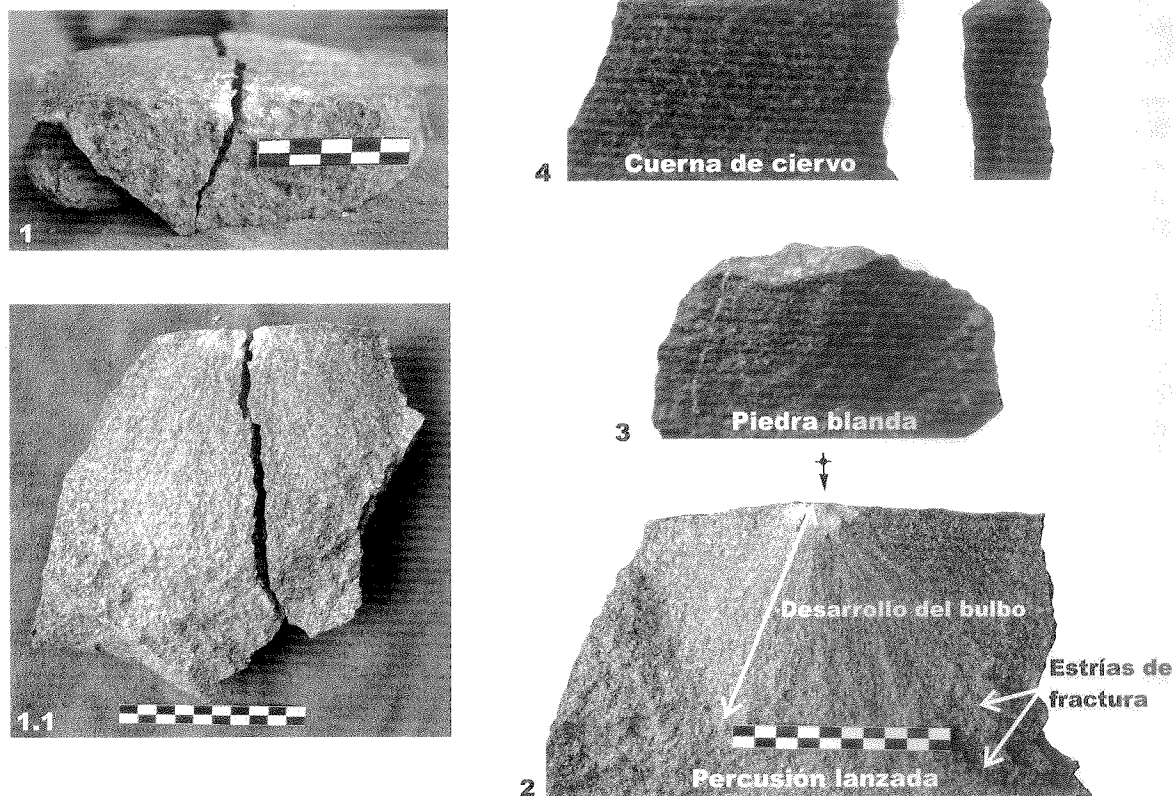 1
1.1
4
Cuerna de ciervo
3
Piedra blanda
Desarrollo del bulbo
Estrías de
fractura
2
Percusión lanzada